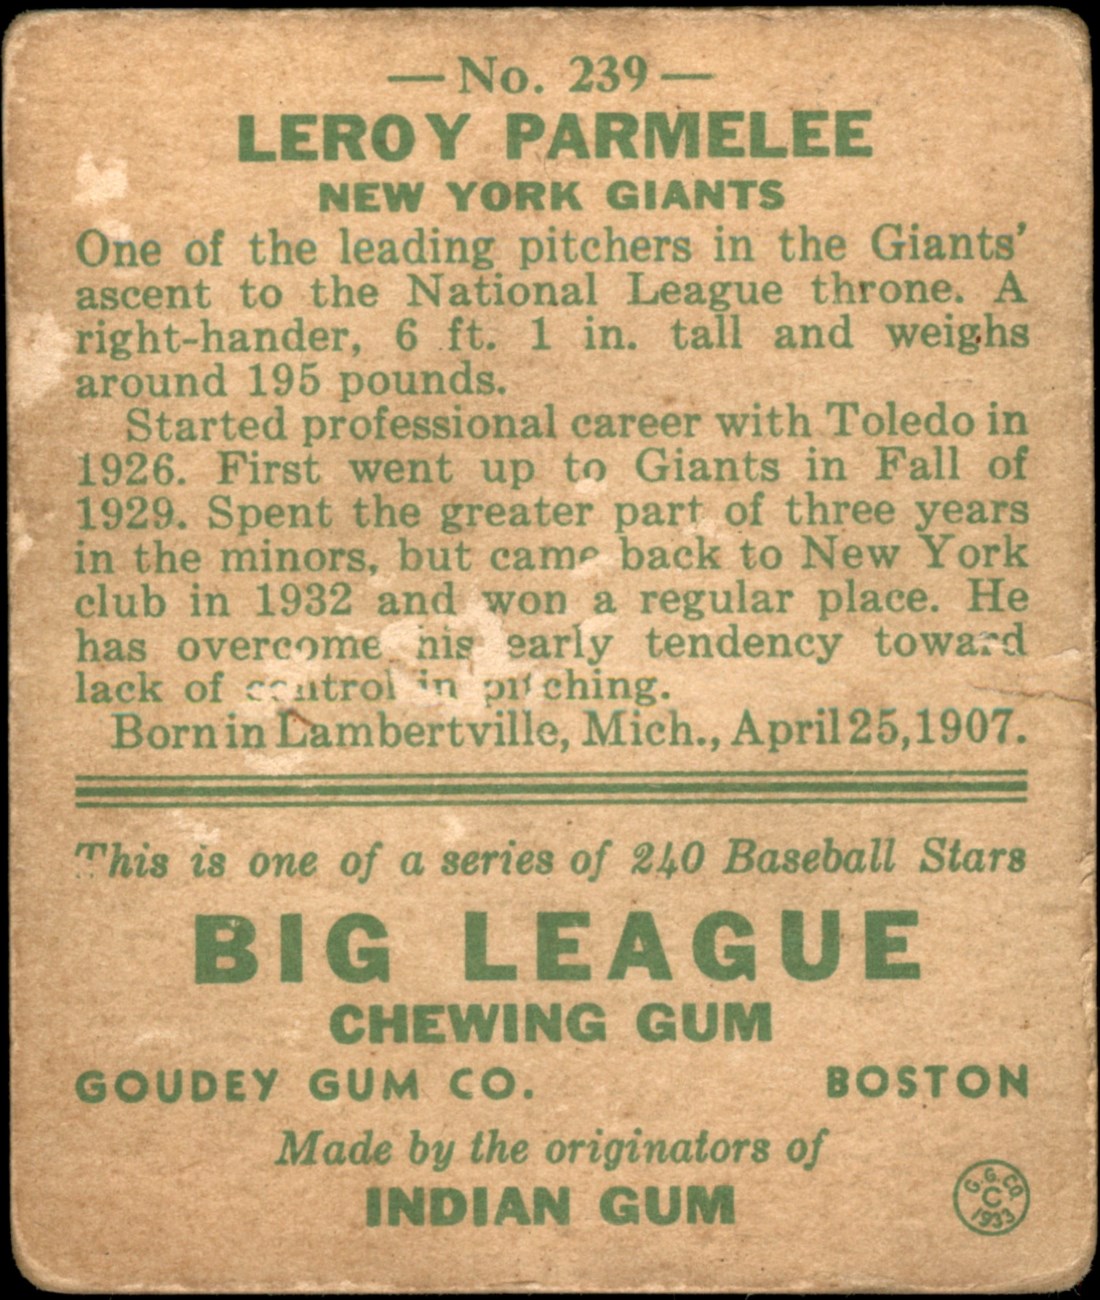 — No. 239 —
LEROY PARMELEE
NEW YORK GIANTS
One of the leading pitchers in the Giants'
ascent to the National League throne. A
right-hander, 6 ft. 1 in. tall and weighs
around 195 pounds.
Started professional career with Toledo in
1926. First went up to Giants in Fall of
1929. Spent the greater part of three years
in the minors, but came back to New York
club in 1932 and won a regular place. He
has overcome his early tendency toward
lack of control in pitching.
Born in Lambertville, Mich., April 25, 1907.
This is one of a series of 240 Baseball Stars
BIG LEAGUE
CHEWING GUM
GOUDEY GUM CO. BOSTON
Made by the originators of
INDIAN GUM
G. G. CO.
C
1933